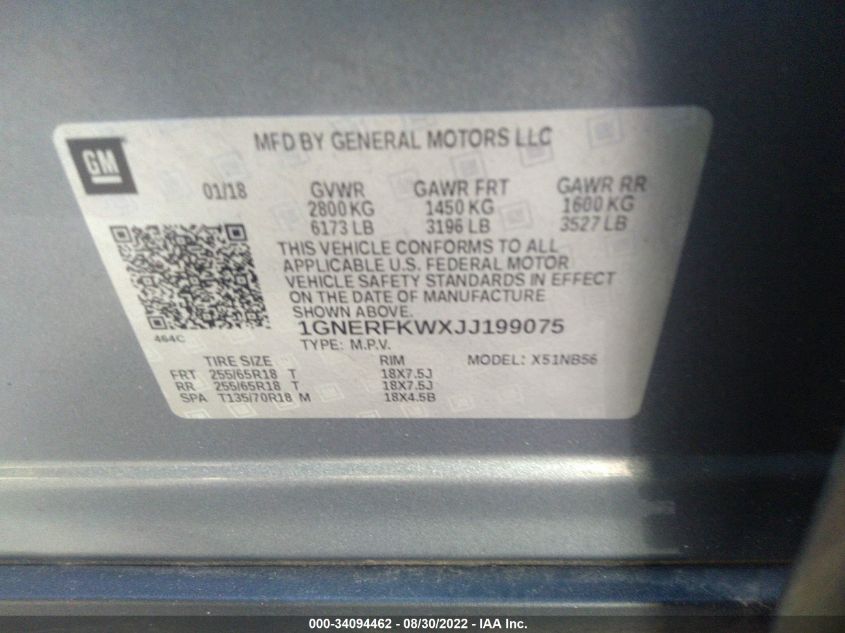 GM
MFD BY GENERAL MOTORS LLC
01/18 GVWR GAWR FRT GAWR RR
2800 KG 1450 KG 1600 KG
6173 LB 3196 LB 3527 LB
THIS VEHICLE CONFORMS TO ALL
APPLICABLE U.S. FEDERAL MOTOR
VEHICLE SAFETY STANDARDS IN EFFECT
ON THE DATE OF MANUFACTURE
SHOWN ABOVE.
1GNERFKWXJJ199075
464C
TYPE: M.P.V.
TIRE SIZE RIM MODEL: X51NB56
FRT 255/65R18 T 18X7.5J
RR 255/65R18 T 18X7.5J
SPA T135/70R18 M 18X4.5B
000-34094462 - 08/30/2022 - IAA Inc.